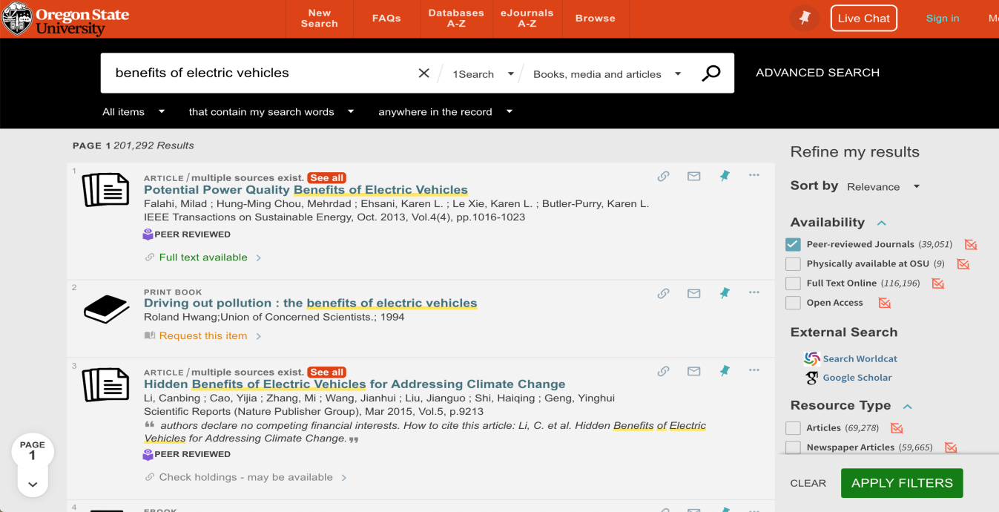 Oregon State
University
New
Search
FAQs
Databases
A-Z
eJournals
A-Z
Browse
Live Chat
Sign in
benefits of electric vehicles
1Search
Books, media and articles
ADVANCED SEARCH
All items
that contain my search words
anywhere in the record
PAGE 1 201,292 Results
1
ARTICLE / multiple sources exist. See all
Potential Power Quality Benefits of Electric Vehicles
Falahi, Milad ; Hung-Ming Chou, Mehrdad ; Ehsani, Karen L. ; Le Xie, Karen L. ; Butler-Purry, Karen L.
IEEE Transactions on Sustainable Energy, Oct. 2013, Vol.4(4), pp.1016-1023
PEER REVIEWED
Full text available
2
PRINT BOOK
Driving out pollution : the benefits of electric vehicles
Roland Hwang;Union of Concerned Scientists.; 1994
Request this item
3
ARTICLE / multiple sources exist. See all
Hidden Benefits of Electric Vehicles for Addressing Climate Change
Li, Canbing ; Cao, Yijia ; Zhang, Mi ; Wang, Jianhui ; Liu, Jianguo ; Shi, Haiqing ; Geng, Yinghui
Scientific Reports (Nature Publisher Group), Mar 2015, Vol.5, p.9213
“ authors declare no competing financial interests. How to cite this article: Li, C. et al. Hidden Benefits of Electric
Vehicles for Addressing Climate Change. ”
PEER REVIEWED
Check holdings - may be available
4
EBOOK
PAGE
1
Refine my results
Sort by Relevance
Availability
Peer-reviewed Journals (39,051)
Physically available at OSU (9)
Full Text Online (116,196)
Open Access
External Search
Search Worldcat
Google Scholar
Resource Type
Articles (69,278)
Newspaper Articles (59,665)
CLEAR
APPLY FILTERS